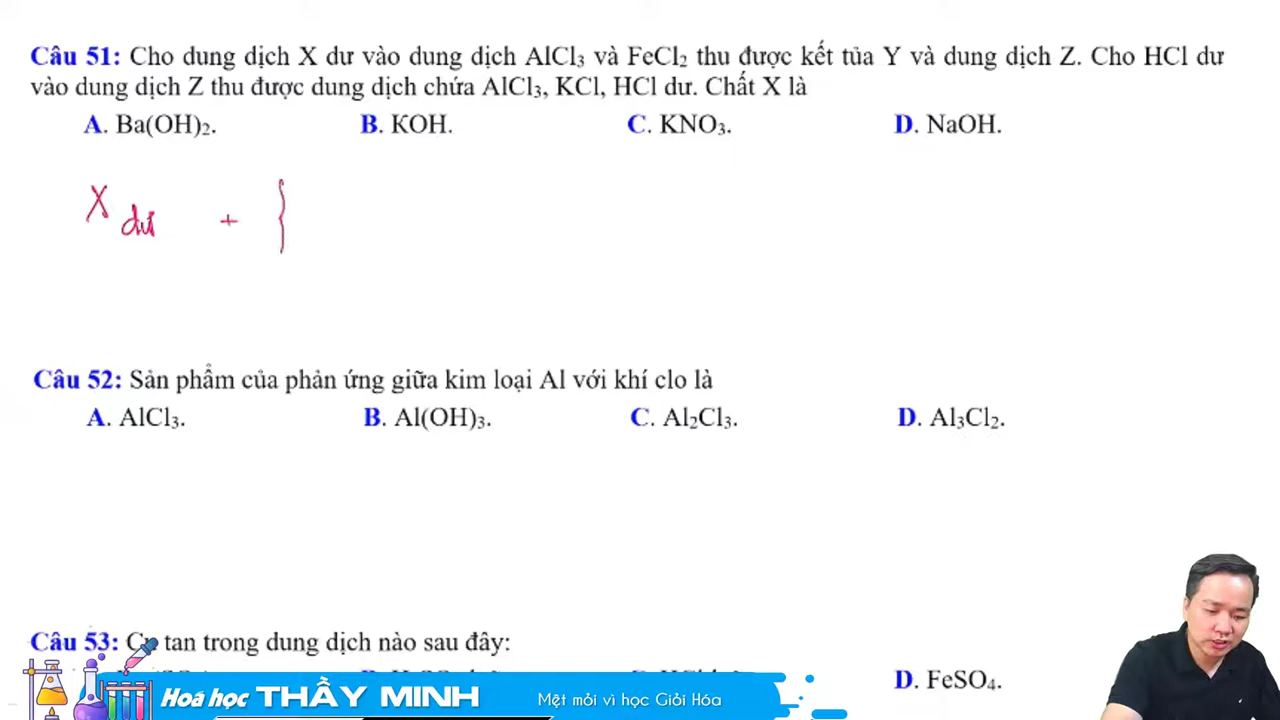 Câu 51: Cho dung dịch X dư vào dung dịch AlCl₃ và FeCl₂ thu được kết tủa Y và dung dịch Z. Cho HCl dư
vào dung dịch Z thu được dung dịch chứa AlCl₃, KCl, HCl dư. Chất X là
A. Ba(OH)₂. B. KOH. C. KNO₃. D. NaOH.
X dư + {
Câu 52: Sản phẩm của phản ứng giữa kim loại Al với khí clo là
A. AlCl₃. B. Al(OH)₃. C. Al₂Cl₃. D. Al₃Cl₂.
Câu 53: Cu tan trong dung dịch nào sau đây:
D. FeSO₄.
Hoá học THẦY MINH Mệt mỏi vì học Giỏi Hóa